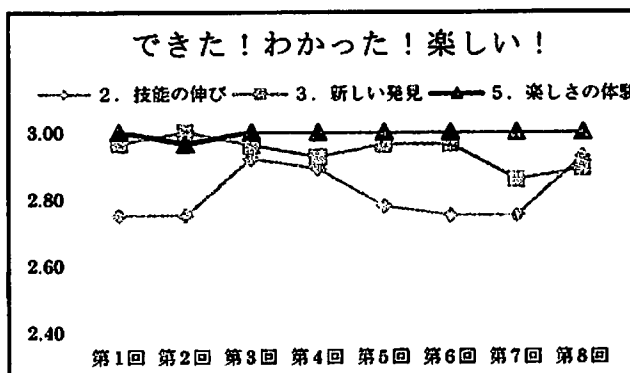 できた!わかった!楽しい!
2.技能の伸び 3.新しい発見 5.楽しさの体験
3.00
2.80
2.60
2.40
第1回 第2回 第3回 第4回 第5回 第6回 第7回 第8回